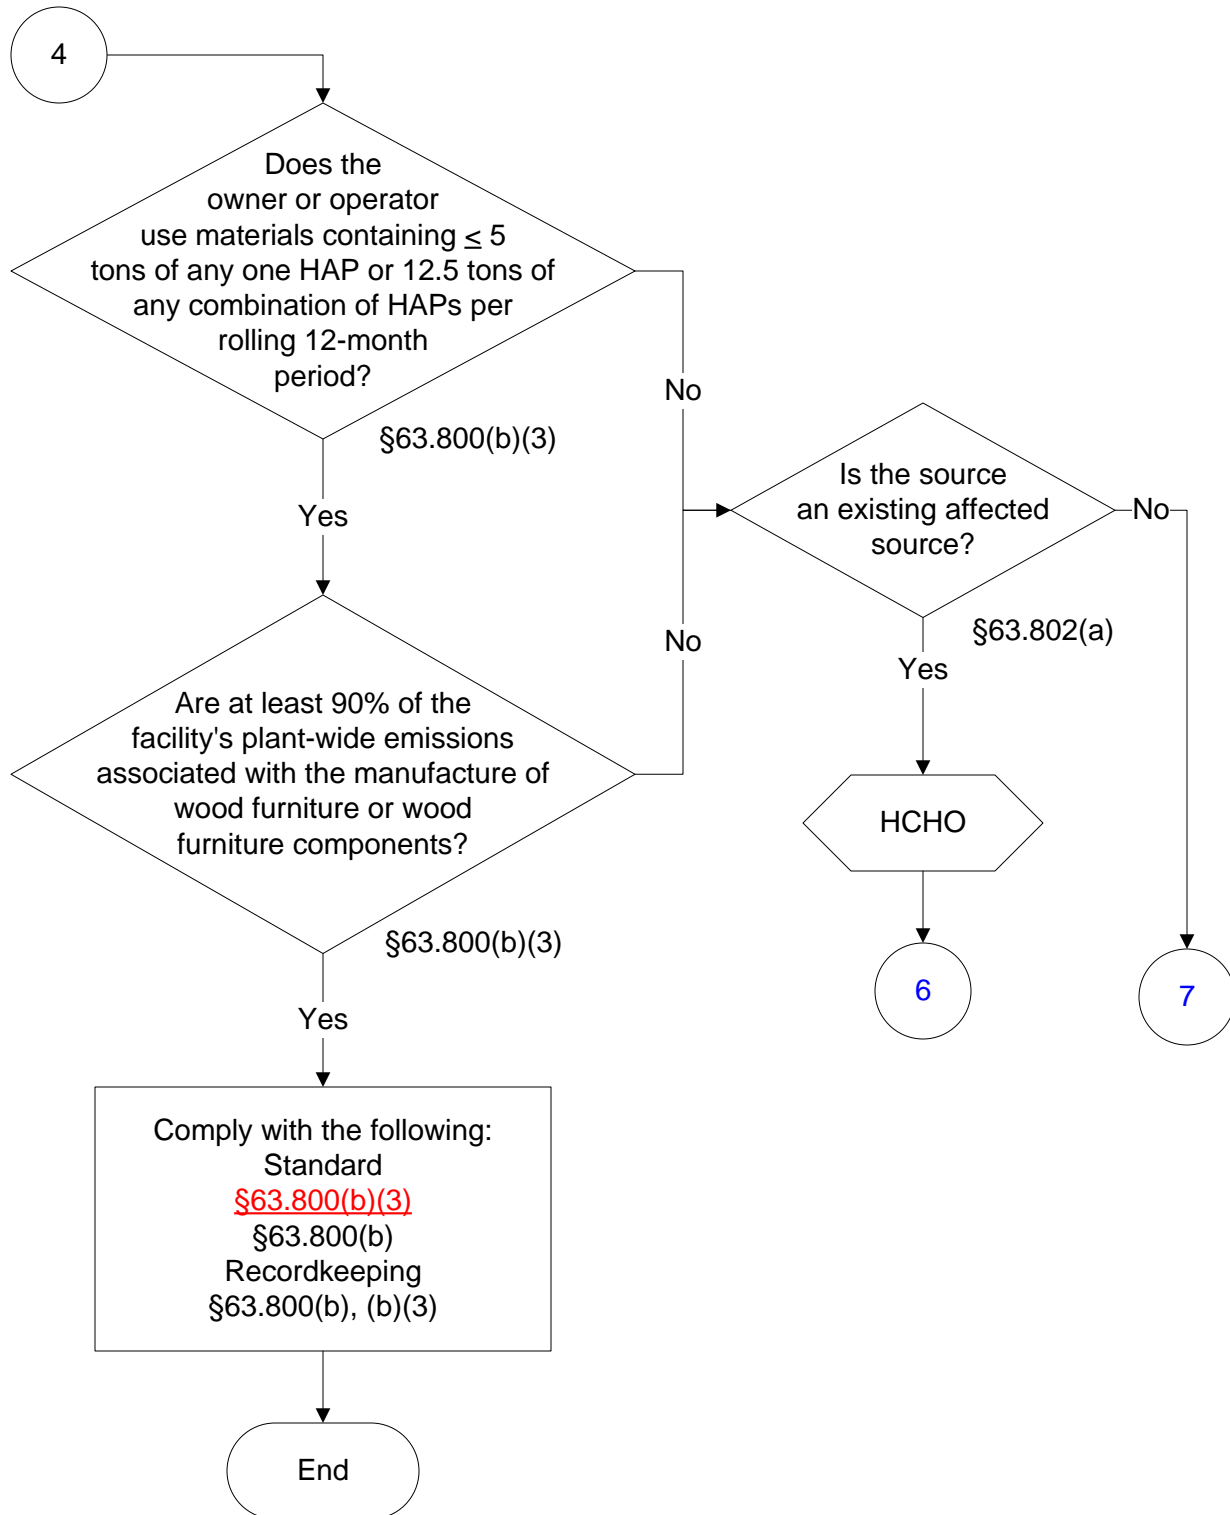 4
Does the
owner or operator
use materials containing ≤ 5
tons of any one HAP or 12.5 tons of
any combination of HAPs per
rolling 12-month
period?
§63.800(b)(3)
No
Yes
Is the source
an existing affected
source?
No
§63.802(a)
Yes
No
Are at least 90% of the
facility's plant-wide emissions
associated with the manufacture of
wood furniture or wood
furniture components?
§63.800(b)(3)
HCHO
6
7
Yes
Comply with the following:
Standard
§63.800(b)(3)
§63.800(b)
Recordkeeping
§63.800(b), (b)(3)
End